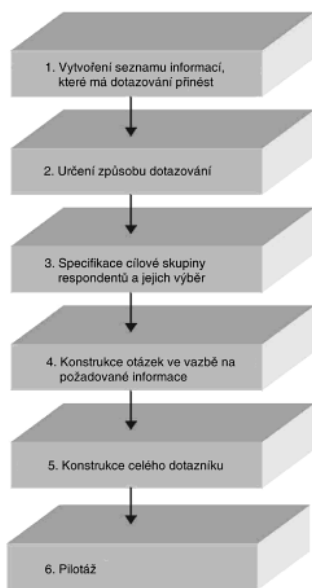 1. Vytvoření seznamu informací,
které má dotazování přinést
2. Určení způsobu dotazování
3. Specifikace cílové skupiny
respondentů a jejich výběr
4. Konstrukce otázek ve vazbě na
požadované informace
5. Konstrukce celého dotazníku
6. Pilotáž